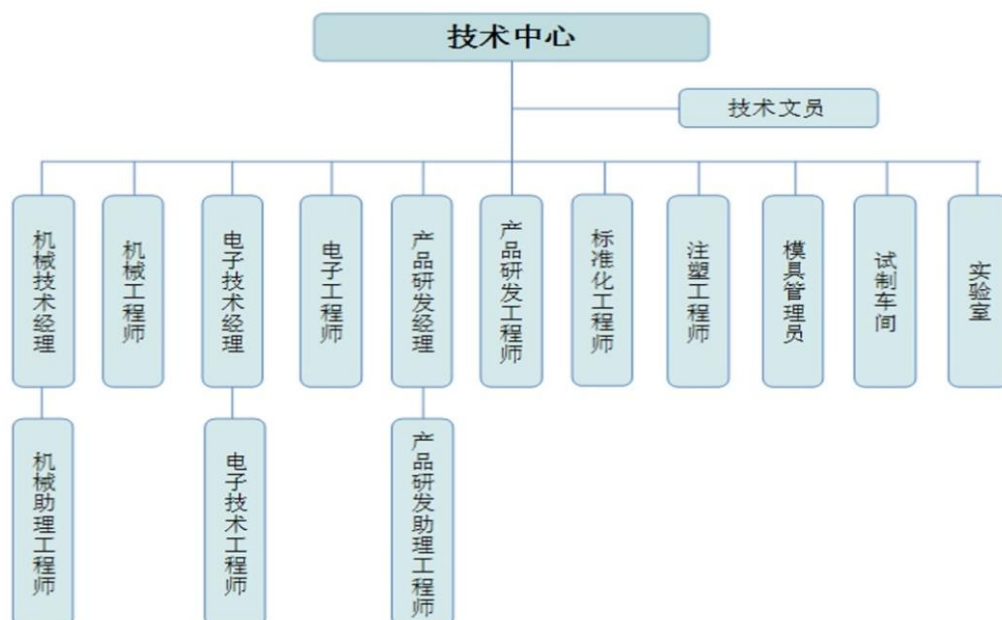 技术中心
技术文员
机械技术经理
机械工程师
电子技术经理
电子工程师
产品研发经理
产品研发工程师
标准化工程师
注塑工程师
模具管理员
试制车间
实验室
机械助理工程师
电子技术工程师
产品研发助理工程师